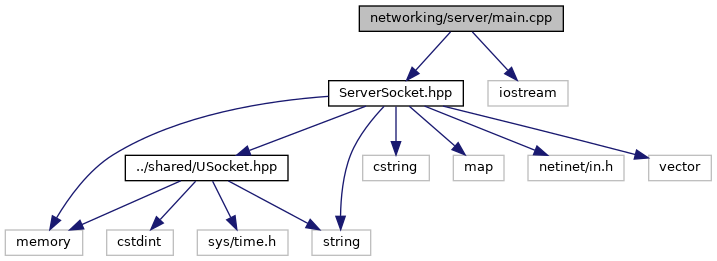 networking/server/main.cpp
ServerSocket.hpp
iostream
../shared/USocket.hpp
cstring
map
netinet/in.h
vector
memory
cstdint
sys/time.h
string